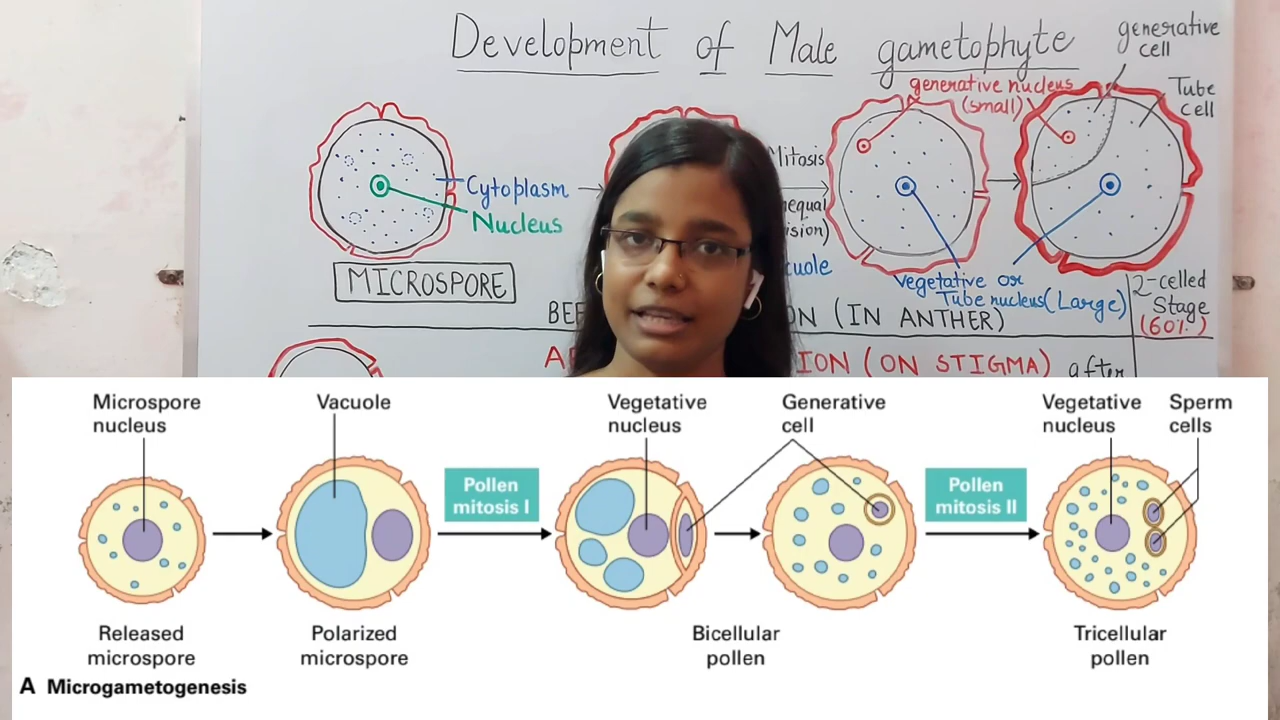 Development of Male gametophyte
generative
cell
generative nucleus
(small)
Tube
cell
Cytoplasm
Nucleus
MICROSPORE
Mitosis
vegetative or
Tube nucleus (Large)
2-celled
Stage
(60%)
ON (IN ANTHER)
ION (ON STIGMA) after
Microspore
nucleus
Vacuole
Vegetative
nucleus
Generative
cell
Vegetative
nucleus
Sperm
cells
Pollen
mitosis I
Pollen
mitosis II
Released
microspore
Polarized
microspore
Bicellular
pollen
Tricellular
pollen
A Microgametogenesis